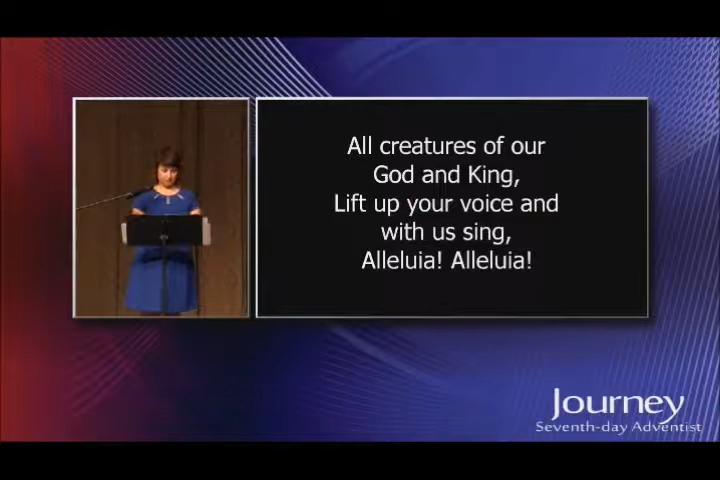 All creatures of our
God and King,
Lift up your voice and
with us sing,
Alleluia! Alleluia!
Journey
Seventh-day Adventist